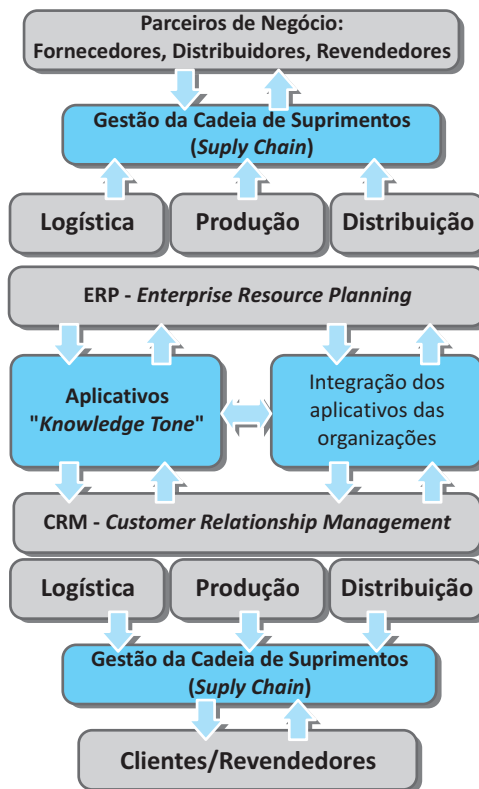 Parceiros de Negócio:
Fornecedores, Distribuidores, Revendedores
Gestão da Cadeia de Suprimentos
(Suply Chain)
Logística
Produção
Distribuição
ERP - Enterprise Resource Planning
Aplicativos
"Knowledge Tone"
Integração dos
aplicativos das
organizações
CRM - Customer Relationship Management
Logística
Produção
Distribuição
Gestão da Cadeia de Suprimentos
(Suply Chain)
Clientes/Revendedores